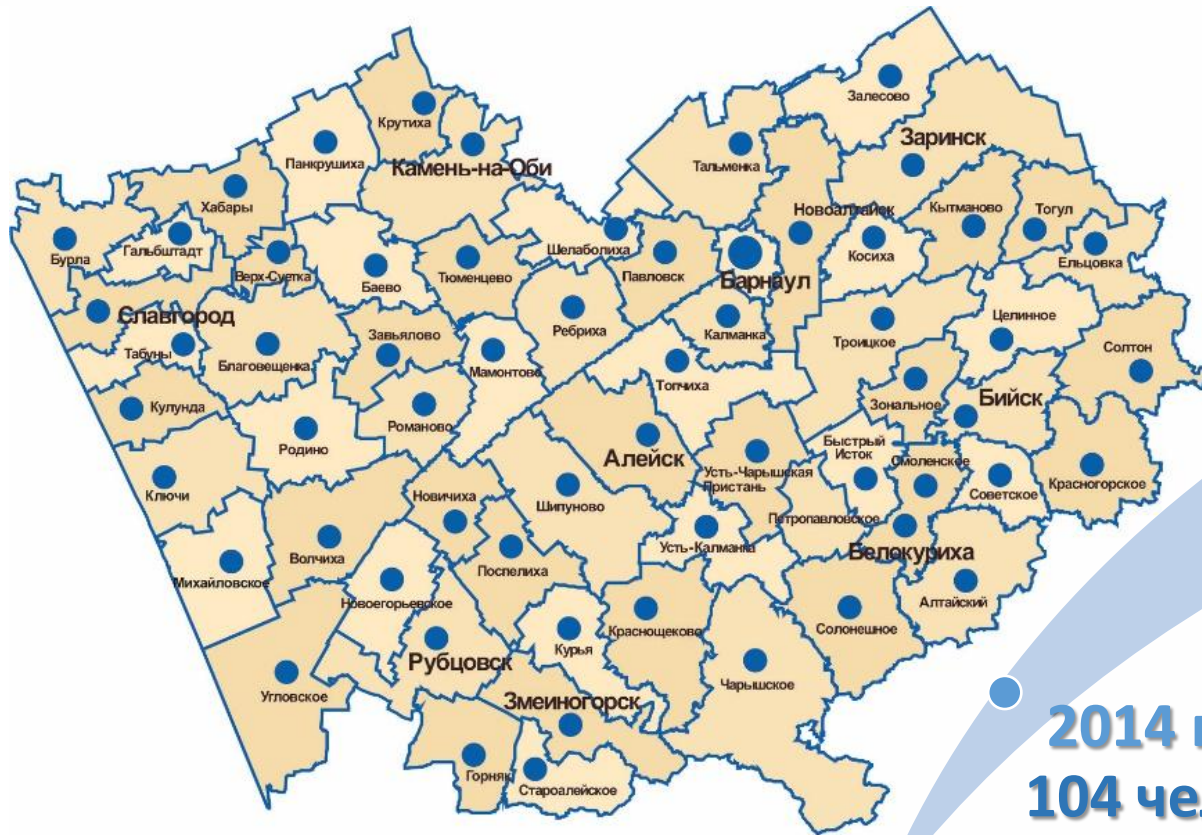 Залесово
Крутиха
Заринск
Панкрушиха
Камень-на-Оби
Тальменка
Хабары
Новоалтайск
Кытманово
Тогул
Бурла
Гальбштадт
Шелаболиха
Косиха
Ельцовка
Верх-Суетка
Баево
Тюменцево
Павловск
Барнаул
Славгород
Целинное
Завьялово
Ребриха
Калманка
Троицкое
Солтон
Табуны
Благовещенка
Мамонтово
Топчиха
Зональное
Бийск
Кулунда
Романово
Родино
Быстрый
Исток
Алейск
Смоленское
Усть-Чарышская
Пристань
Ключи
Новичиха
Шипуново
Советское
Красногорское
Петропавловское
Волчиха
Усть-Калманка
Белокуриха
Михайловское
Поспелиха
Новоегорьевское
Алтайский
Краснощеково
Солонешное
Курья
Рубцовск
Чарышское
Угловское
Змеиногорск
Горняк
Староалейское
2014
104 чел